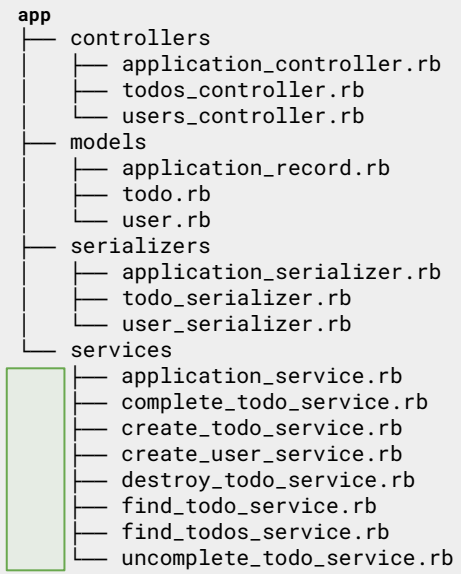 app
├── controllers
│   ├── application_controller.rb
│   ├── todos_controller.rb
│   └── users_controller.rb
├── models
│   ├── application_record.rb
│   ├── todo.rb
│   └── user.rb
├── serializers
│   ├── application_serializer.rb
│   ├── todo_serializer.rb
│   └── user_serializer.rb
└── services
    ├── application_service.rb
    ├── complete_todo_service.rb
    ├── create_todo_service.rb
    ├── create_user_service.rb
    ├── destroy_todo_service.rb
    ├── find_todo_service.rb
    ├── find_todos_service.rb
    └── uncomplete_todo_service.rb